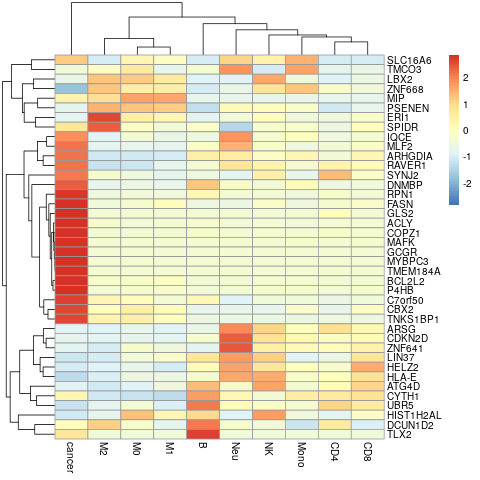 SLC16A6
TMCO3
LBX2
ZNF668
MIP
PSENEN
ERI1
SPIDR
IQCE
MLF2
ARHGDIA
RAVER1
SYNJ2
DNMBP
RPN1
FASN
GLS2
ACLY
COPZ1
MAFK
GCGR
MYBPC3
TMEM184A
BCL2L2
P4HB
C7orf50
CBX2
TNKS1BP1
ARSG
CDKN2D
ZNF641
LIN37
HELZ2
HLA-E
ATG4D
CYTH1
UBR5
HIST1H2AL
DCUN1D2
TLX2
2
1
0
-1
-2
cancer M2 M0 M1 B Neu NK Mono CD4 CD8